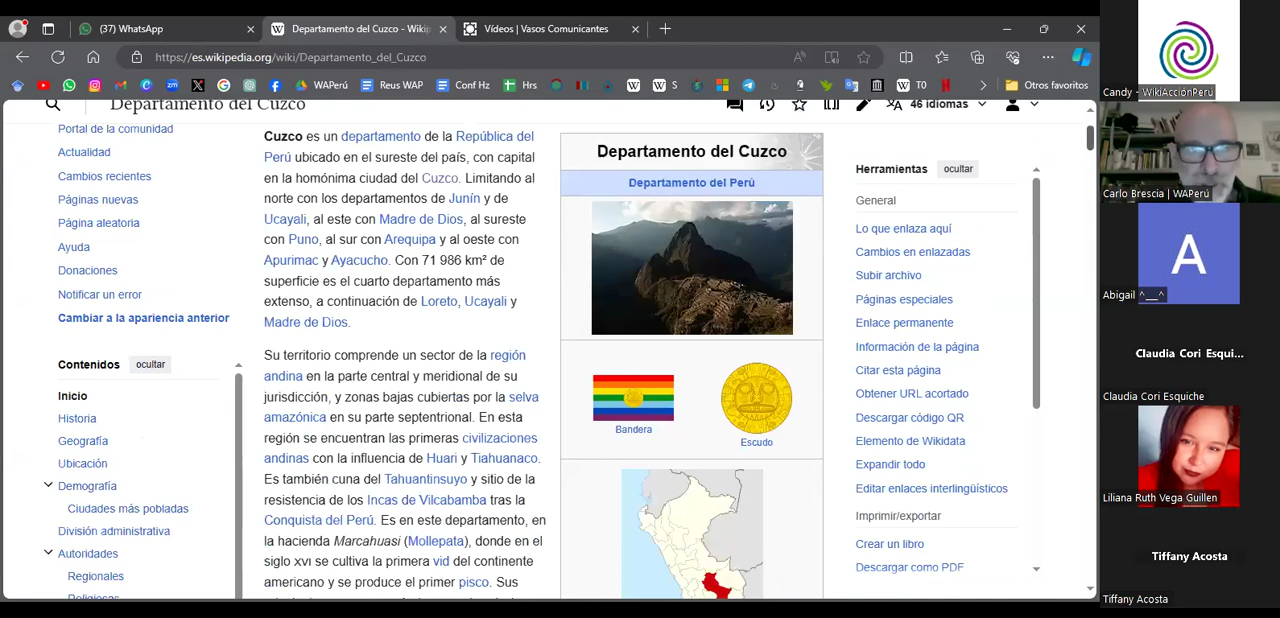 (37) WhatsApp
Departamento del Cuzco - Wikip
Vídeos | Vasos Comunicantes
https://es.wikipedia.org/wiki/Departamento_del_Cuzco
WAPerú
Reus WAP
Conf Hz
Hrs
S
T0
Otros favoritos
Departamento del Cuzco
46 idiomas
Portal de la comunidad
Actualidad
Cambios recientes
Páginas nuevas
Página aleatoria
Ayuda
Donaciones
Notificar un error
Cambiar a la apariencia anterior
Contenidos
ocultar
Inicio
Historia
Geografía
Ubicación
Demografía
Ciudades más pobladas
División administrativa
Autoridades
Regionales
Religiosas
Cuzco es un departamento de la República del
Perú ubicado en el sureste del país, con capital
en la homónima ciudad del Cuzco. Limitando al
norte con los departamentos de Junín y de
Ucayali, al este con Madre de Dios, al sureste
con Puno, al sur con Arequipa y al oeste con
Apurimac y Ayacucho. Con 71 986 km² de
superficie es el cuarto departamento más
extenso, a continuación de Loreto, Ucayali y
Madre de Dios.
Su territorio comprende un sector de la región
andina en la parte central y meridional de su
jurisdicción, y zonas bajas cubiertas por la selva
amazónica en su parte septentrional. En esta
región se encuentran las primeras civilizaciones
andinas con la influencia de Huari y Tiahuanaco.
Es también cuna del Tahuantinsuyo y sitio de la
resistencia de los Incas de Vilcabamba tras la
Conquista del Perú. Es en este departamento, en
la hacienda Marcahuasi (Mollepata), donde en el
siglo XVI se cultiva la primera vid del continente
americano y se produce el primer pisco. Sus
Departamento del Cuzco
Departamento del Perú
Bandera
Escudo
Herramientas
ocultar
General
Lo que enlaza aquí
Cambios en enlazadas
Subir archivo
Páginas especiales
Enlace permanente
Información de la página
Citar esta página
Obtener URL acortado
Descargar código QR
Elemento de Wikidata
Expandir todo
Editar enlaces interlingüísticos
Imprimir/exportar
Crear un libro
Descargar como PDF
Candy - WikiAcciónPerú
Carlo Brescia | WAPerú
A
Abigail ^__^
Claudia Cori Esqui...
Claudia Cori Esquiche
Liliana Ruth Vega Guillen
Tiffany Acosta
Tiffany Acosta